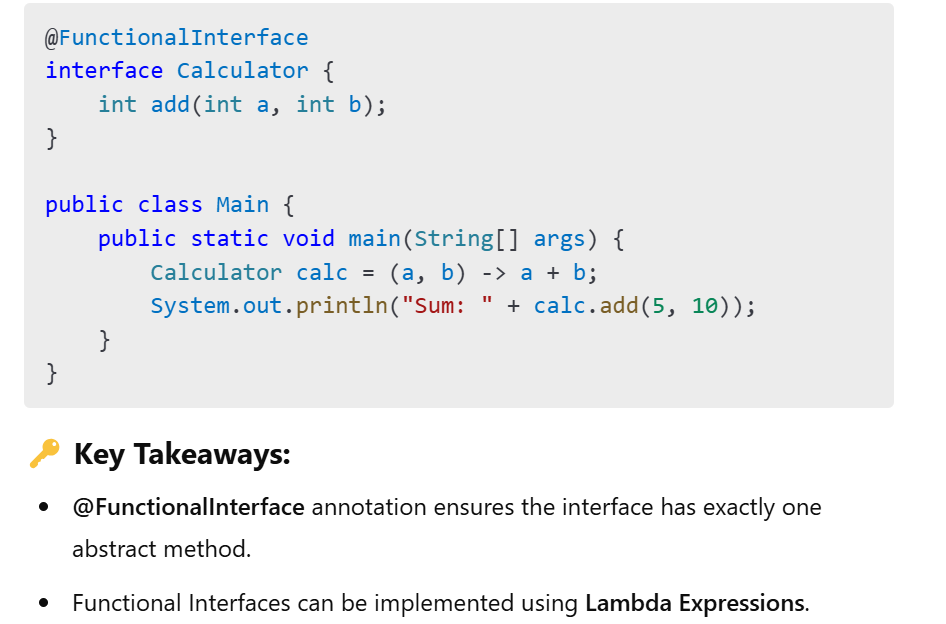 @FunctionalInterface
interface Calculator {
    int add(int a, int b);
}
public class Main {
    public static void main(String[] args) {
        Calculator calc = (a, b) -> a + b;
        System.out.println("Sum: " + calc.add(5, 10));
    }
}
🔑 Key Takeaways:
• @FunctionalInterface annotation ensures the interface has exactly one
abstract method.
• Functional Interfaces can be implemented using Lambda Expressions.